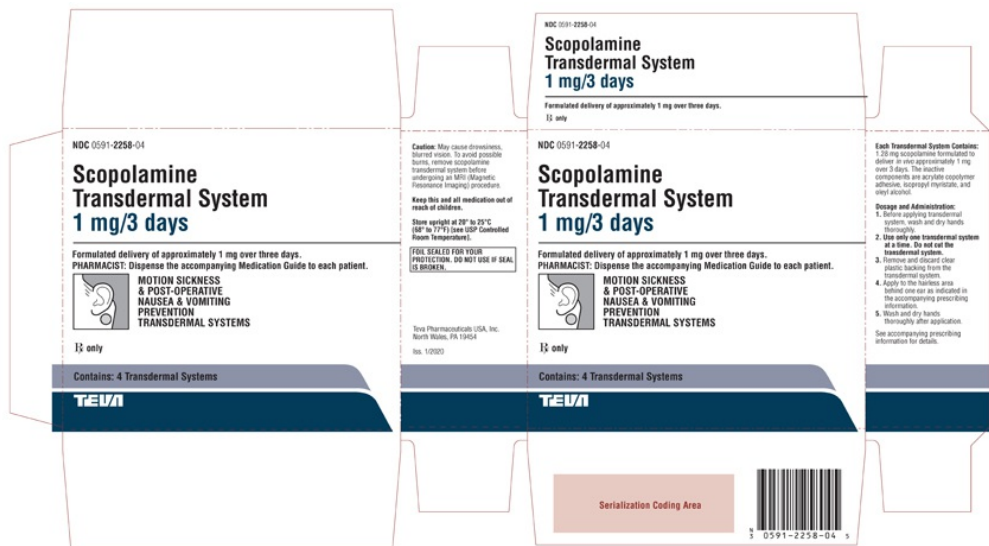 NDC 0591-2258-04
Scopolamine
Transdermal System
1 mg/3 days
Formulated delivery of approximately 1 mg over three days.
℞ only
NDC 0591-2258-04
Scopolamine
Transdermal System
1 mg/3 days
Formulated delivery of approximately 1 mg over three days.
PHARMACIST: Dispense the accompanying Medication Guide to each patient.
MOTION SICKNESS
& POST-OPERATIVE
NAUSEA & VOMITING
PREVENTION
TRANSDERMAL SYSTEMS
℞ only
Contains: 4 Transdermal Systems
TEVA
Caution: May cause drowsiness,
blurred vision. To avoid possible
burns, remove scopolamine
transdermal system before
undergoing an MRI (Magnetic
Resonance Imaging) procedure.
Keep this and all medication out of
reach of children.
Store upright at 20° to 25°C
(68° to 77°F) [see USP Controlled
Room Temperature].
FOIL SEALED FOR YOUR
PROTECTION. DO NOT USE IF SEAL
IS BROKEN.
Teva Pharmaceuticals USA, Inc.
North Wales, PA 19454
Iss. 1/2020
NDC 0591-2258-04
Scopolamine
Transdermal System
1 mg/3 days
Formulated delivery of approximately 1 mg over three days.
PHARMACIST: Dispense the accompanying Medication Guide to each patient.
MOTION SICKNESS
& POST-OPERATIVE
NAUSEA & VOMITING
PREVENTION
TRANSDERMAL SYSTEMS
℞ only
Contains: 4 Transdermal Systems
TEVA
Each Transdermal System Contains:
1.28 mg scopolamine formulated to
deliver in vivo approximately 1 mg
over 3 days. The inactive
components are acrylate copolymer
adhesive, isopropyl myristate, and
oleyl alcohol.
Dosage and Administration:
1. Before applying transdermal
system, wash and dry hands
thoroughly.
2. Use only one transdermal system
at a time. Do not cut the
transdermal system.
3. Remove and discard clear
plastic backing from the
transdermal system.
4. Apply to the hairless area
behind one ear as indicated in
the accompanying prescribing
information.
5. Wash and dry hands
thoroughly after application.
See accompanying prescribing
information for details.
Serialization Coding Area
N
3 0591-2258-04 5